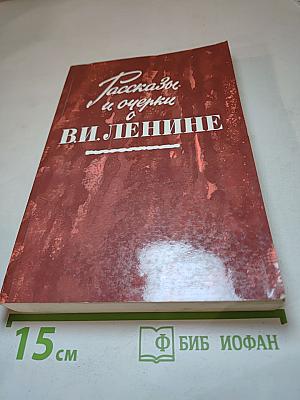 Рассказы
и очерки
о
В.И.ЛЕНИНЕ
15 см
Ф БИБ ИОФАН